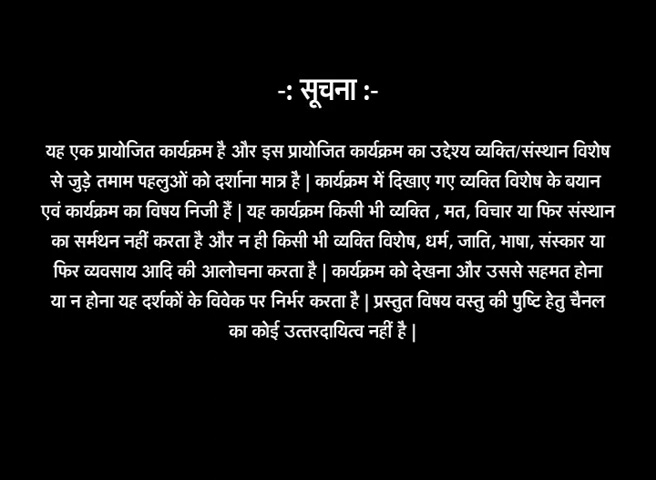 -: सूचना :-
यह एक प्रायोजित कार्यक्रम है और इस प्रायोजित कार्यक्रम का उद्देश्य व्यक्ति/संस्थान विशेष
से जुड़े तमाम पहलुओं को दर्शाना मात्र है | कार्यक्रम में दिखाए गए व्यक्ति विशेष के बयान
एवं कार्यक्रम का विषय निजी हैं | यह कार्यक्रम किसी भी व्यक्ति , मत, विचार या फिर संस्थान
का सर्मथन नहीं करता है और न ही किसी भी व्यक्ति विशेष, धर्म, जाति, भाषा, संस्कार या
फिर व्यवसाय आदि की आलोचना करता है | कार्यक्रम को देखना और उससे सहमत होना
या न होना यह दर्शकों के विवेक पर निर्भर करता है | प्रस्तुत विषय वस्तु की पुष्टि हेतु चैनल
का कोई उत्तरदायित्व नहीं है |